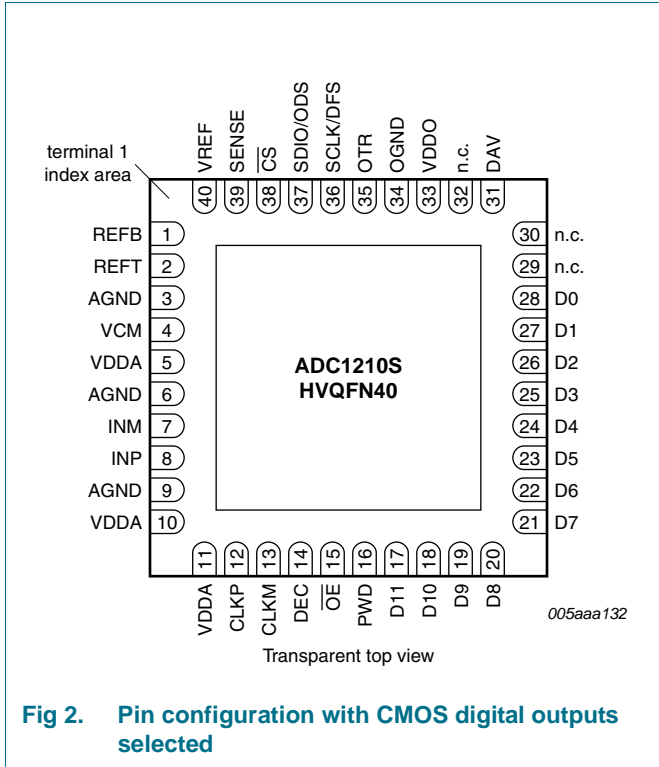 terminal 1
index area
VREF
SENSE
CS
SDIO/ODS
SCLK/DFS
OTR
OGND
VDDO
n.c.
DAV
40
39
38
37
36
35
34
33
32
31
REFB 1
REFT 2
AGND 3
VCM 4
VDDA 5
AGND 6
INM 7
INP 8
AGND 9
VDDA 10
ADC1210S
HVQFN40
30 n.c.
29 n.c.
28 D0
27 D1
26 D2
25 D3
24 D4
23 D5
22 D6
21 D7
11
12
13
14
15
16
17
18
19
20
VDDA
CLKP
CLKM
DEC
OE
PWD
D11
D10
D9
D8
005aaa132
Transparent top view
Fig 2. Pin configuration with CMOS digital outputs
selected